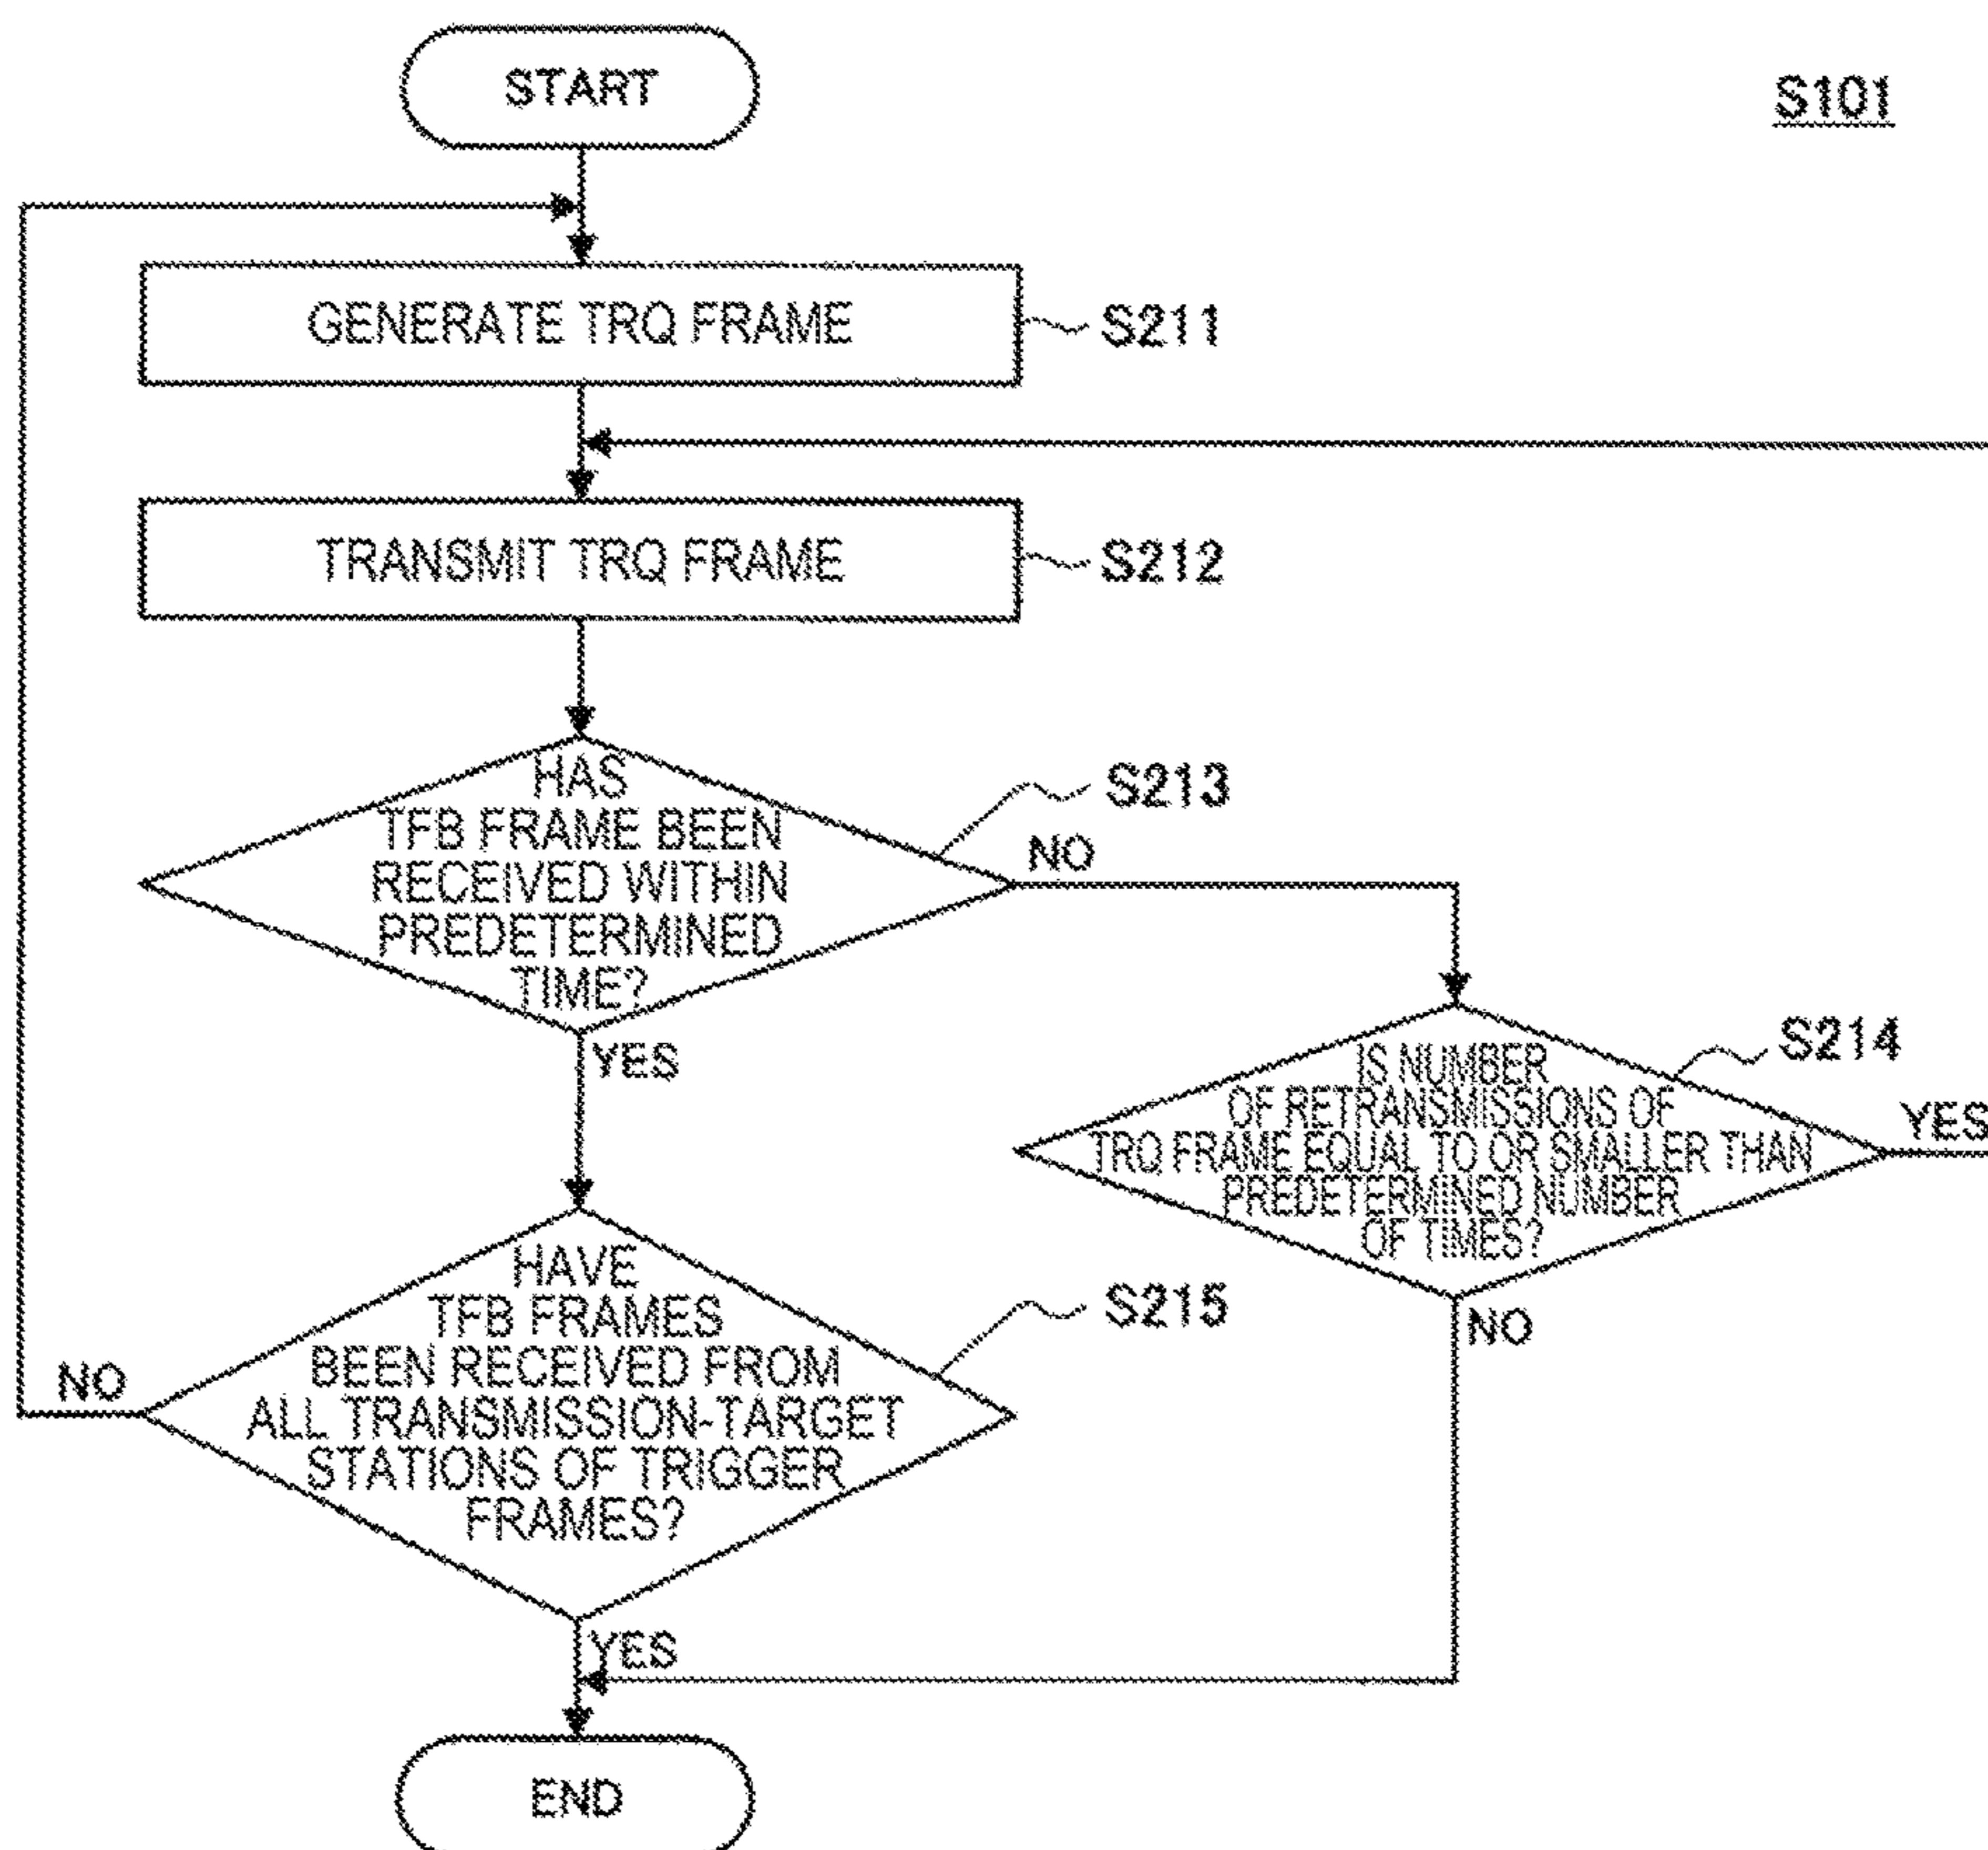 START
S101
GENERATE TRQ FRAME
S211
TRANSMIT TRQ FRAME
S212
HAS
TFB FRAME BEEN
RECEIVED WITHIN
PREDETERMINED
TIME?
S213
NO
YES
IS NUMBER
OF RETRANSMISSIONS OF
TRQ FRAME EQUAL TO OR SMALLER THAN
PREDETERMINED NUMBER
OF TIMES?
S214
YES
NO
HAVE
TFB FRAMES
BEEN RECEIVED FROM
ALL TRANSMISSION-TARGET
STATIONS OF TRIGGER
FRAMES?
S215
NO
YES
END